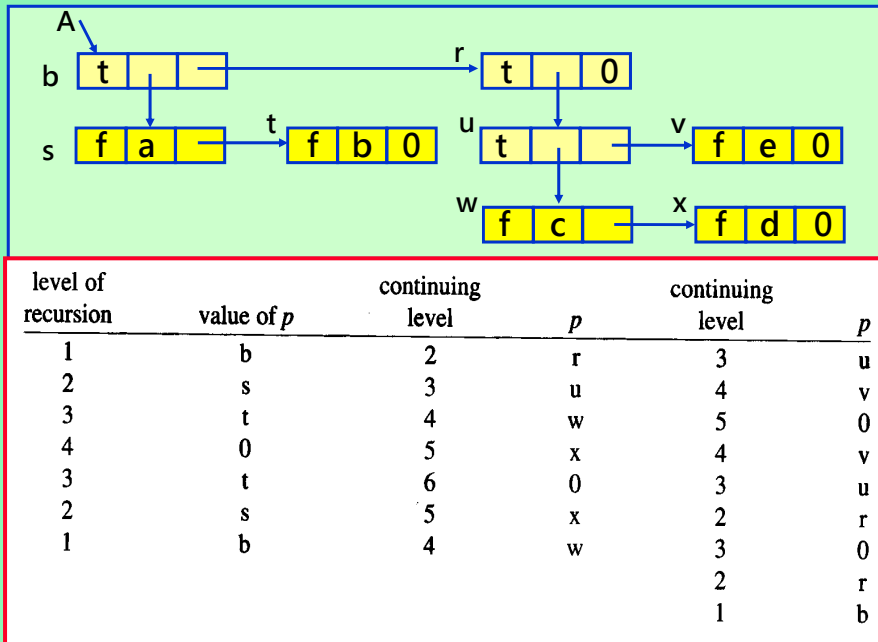 A
b t r t 0
s f a t f b 0 u t v f e 0
w f c x f d 0
level of continuing continuing
recursion value of p level p level p
1 b 2 r 3 u
2 s 3 u 4 v
3 t 4 w 5 0
4 0 5 x 4 v
3 t 6 0 3 u
2 s 5 x 2 r
1 b 4 w 3 0
2 r
1 b